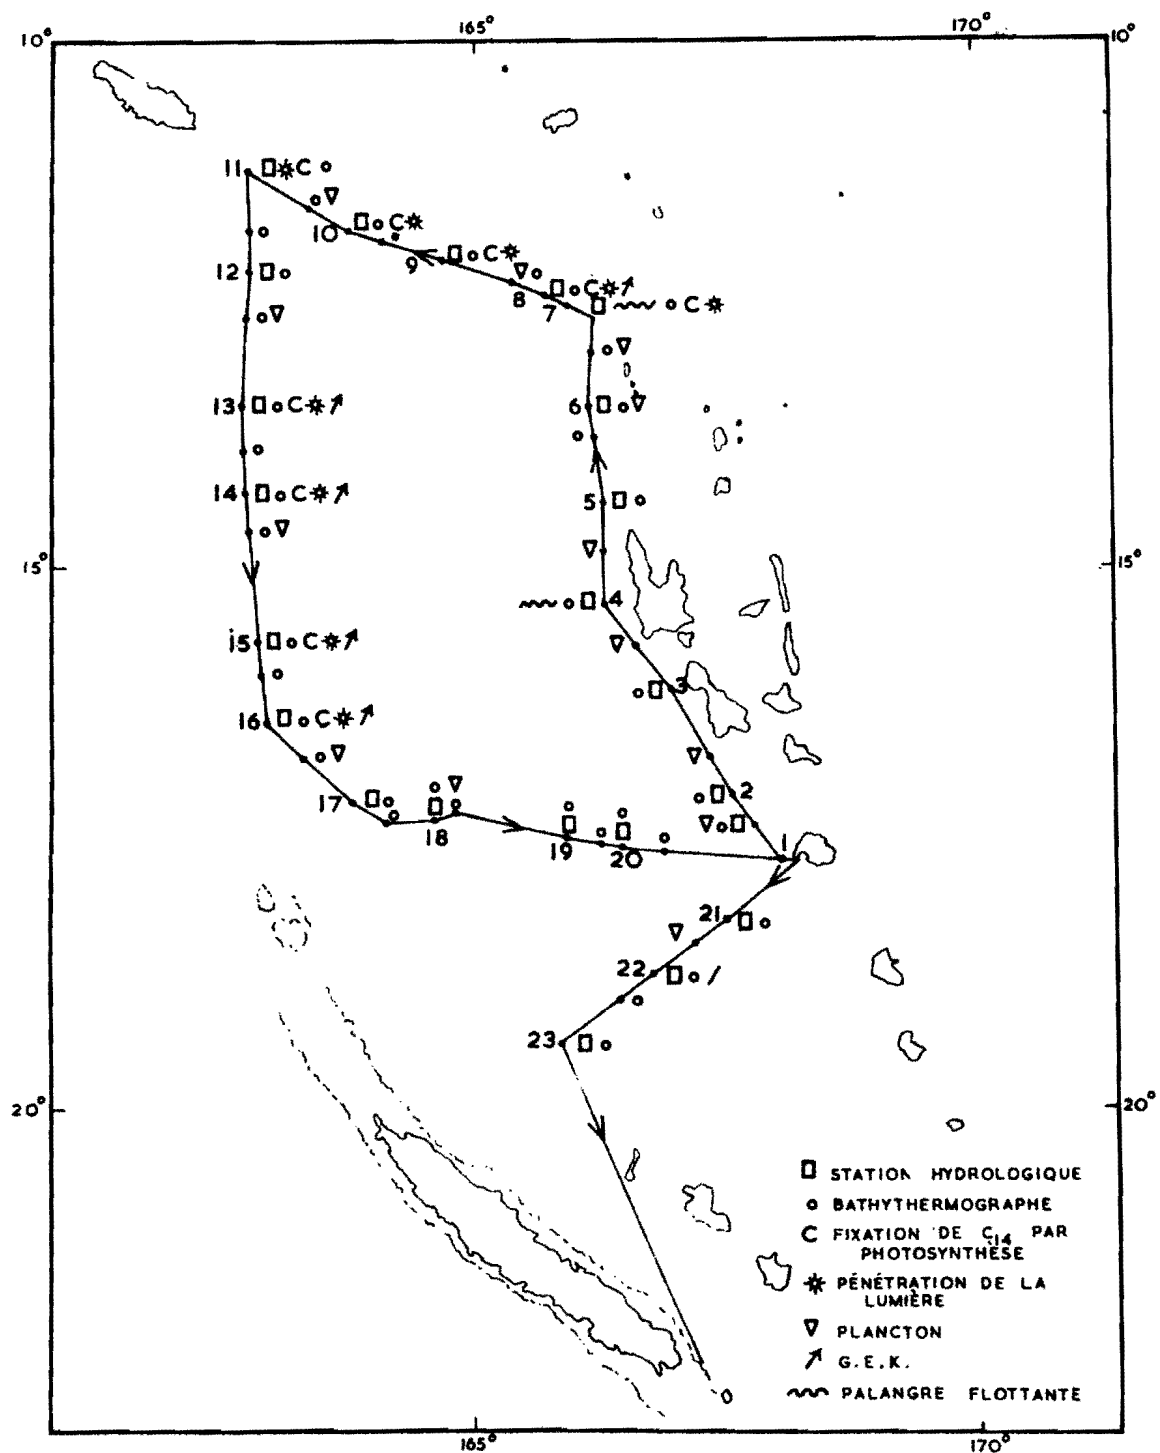 165°
170°
10°
10°
11 C
10 C
9 C
8
7 C
C
12
13 C
6
14 C
5
15°
15°
4
15 C
3
16 C
17
2
18
19
20
1
21
22
23
20°
20°
STATION HYDROLOGIQUE
BATHYTHERMOGRAPHE
C FIXATION DE C14 PAR
PHOTOSYNTHÈSE
PÉNÉTRATION DE LA
LUMIÈRE
PLANCTON
G.E.K.
PALANGRE FLOTTANTE
165°
170°